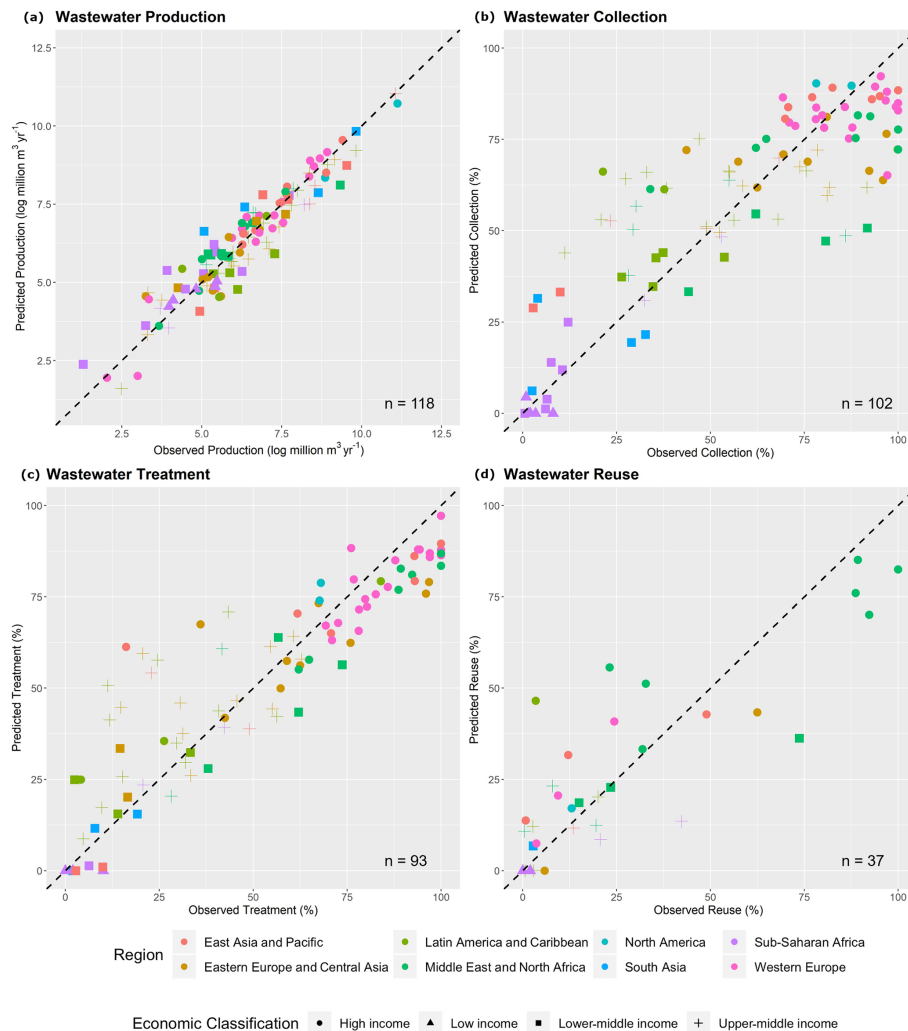 (a) Wastewater Production
12.5
10.0
7.5
5.0
2.5
Predicted Production (log million m³ yr⁻¹)
n = 118
2.5 5.0 7.5 10.0 12.5
Observed Production (log million m³ yr⁻¹)
(b) Wastewater Collection
100
75
50
25
0
Predicted Collection (%)
n = 102
0 25 50 75 100
Observed Collection (%)
(c) Wastewater Treatment
100
75
50
25
0
Predicted Treatment (%)
n = 93
0 25 50 75 100
Observed Treatment (%)
(d) Wastewater Reuse
100
75
50
25
0
Predicted Reuse (%)
n = 37
0 25 50 75 100
Observed Reuse (%)
Region
East Asia and Pacific
Latin America and Caribbean
North America
Sub-Saharan Africa
Eastern Europe and Central Asia
Middle East and North Africa
South Asia
Western Europe
Economic Classification
High income
Low income
Lower-middle income
Upper-middle income